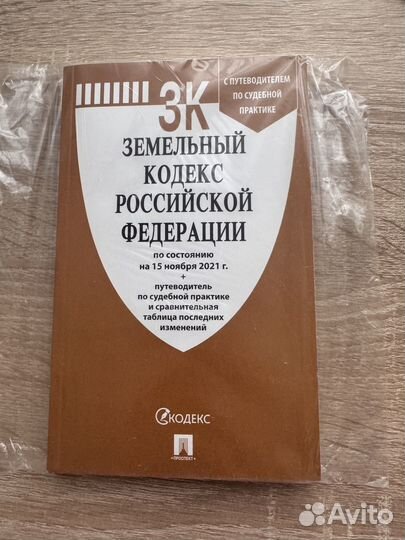 ЗК
С ПУТЕВОДИТЕЛЕМ
ПО СУДЕБНОЙ
ПРАКТИКЕ
ЗЕМЕЛЬНЫЙ
КОДЕКС
РОССИЙСКОЙ
ФЕДЕРАЦИИ
по состоянию
на 15 ноября 2021 г.
+
путеводитель
по судебной практике
и сравнительная
таблица последних
изменений
КОДЕКС
•ПРОСПЕКТ•
Avito